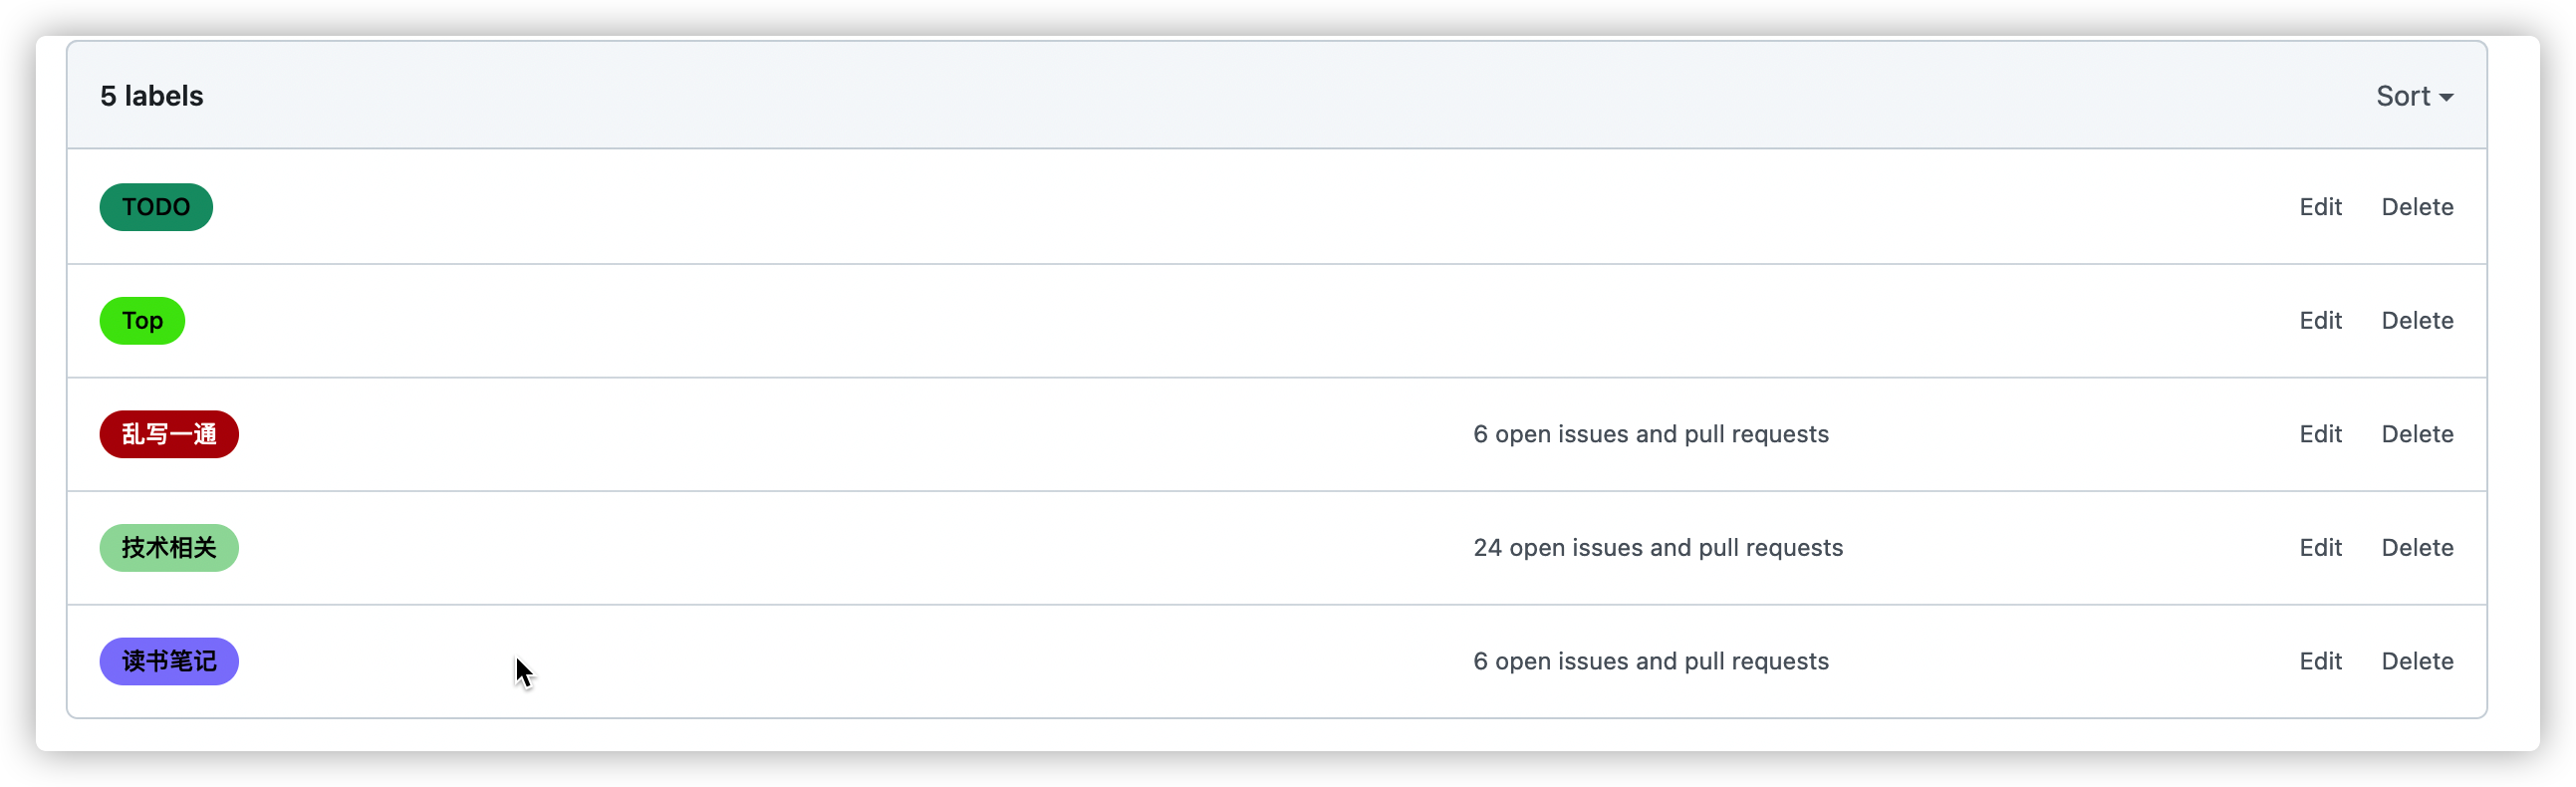 5 labels Sort
TODO Edit Delete
Top Edit Delete
乱写一通 6 open issues and pull requests Edit Delete
技术相关 24 open issues and pull requests Edit Delete
读书笔记 6 open issues and pull requests Edit Delete